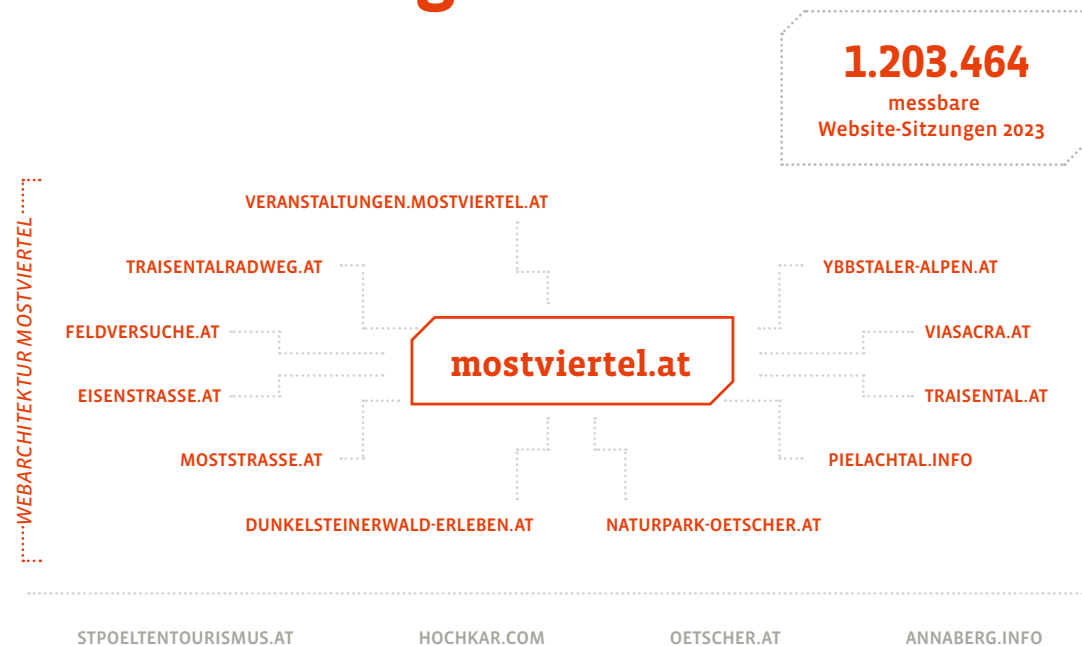 g
1.203.464
messbare
Website-Sitzungen 2023
WEBARCHITEKTUR MOSTVIERTEL
VERANSTALTUNGEN.MOSTVIERTEL.AT
TRAISENTALRADWEG.AT
YBBSTALER-ALPEN.AT
FELDVERSUCHE.AT
VIASACRA.AT
mostviertel.at
EISENSTRASSE.AT
TRAISENTAL.AT
MOSTSTRASSE.AT
PIELACHTAL.INFO
DUNKELSTEINERWALD-ERLEBEN.AT
NATURPARK-OETSCHER.AT
STPOELTENTOURISMUS.AT
HOCHKAR.COM
OETSCHER.AT
ANNABERG.INFO